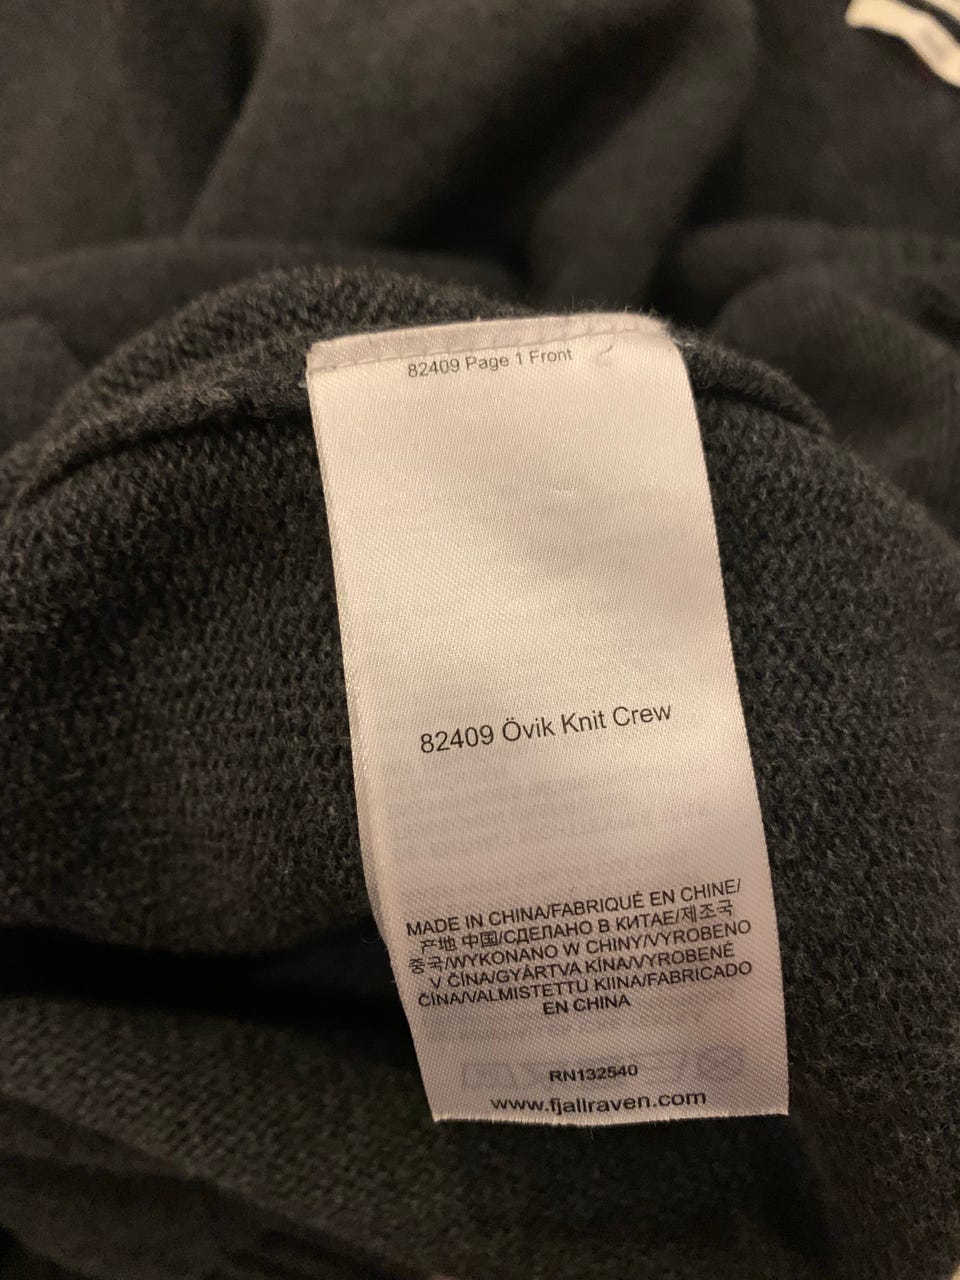 82409 Page 1 Front
82409 Övik Knit Crew
MADE IN CHINA/FABRIQUÉ EN CHINE/
产地 中国/СДЕЛАНО В КИТАЕ/제조국
중국/WYKONANO W CHINY/VYROBENO
V ČÍNA/GYÁRTVA KÍNA/VYROBENÉ
ČÍNA/VALMISTETTU KIINA/FABRICADO
EN CHINA
RN132540
www.fjallraven.com